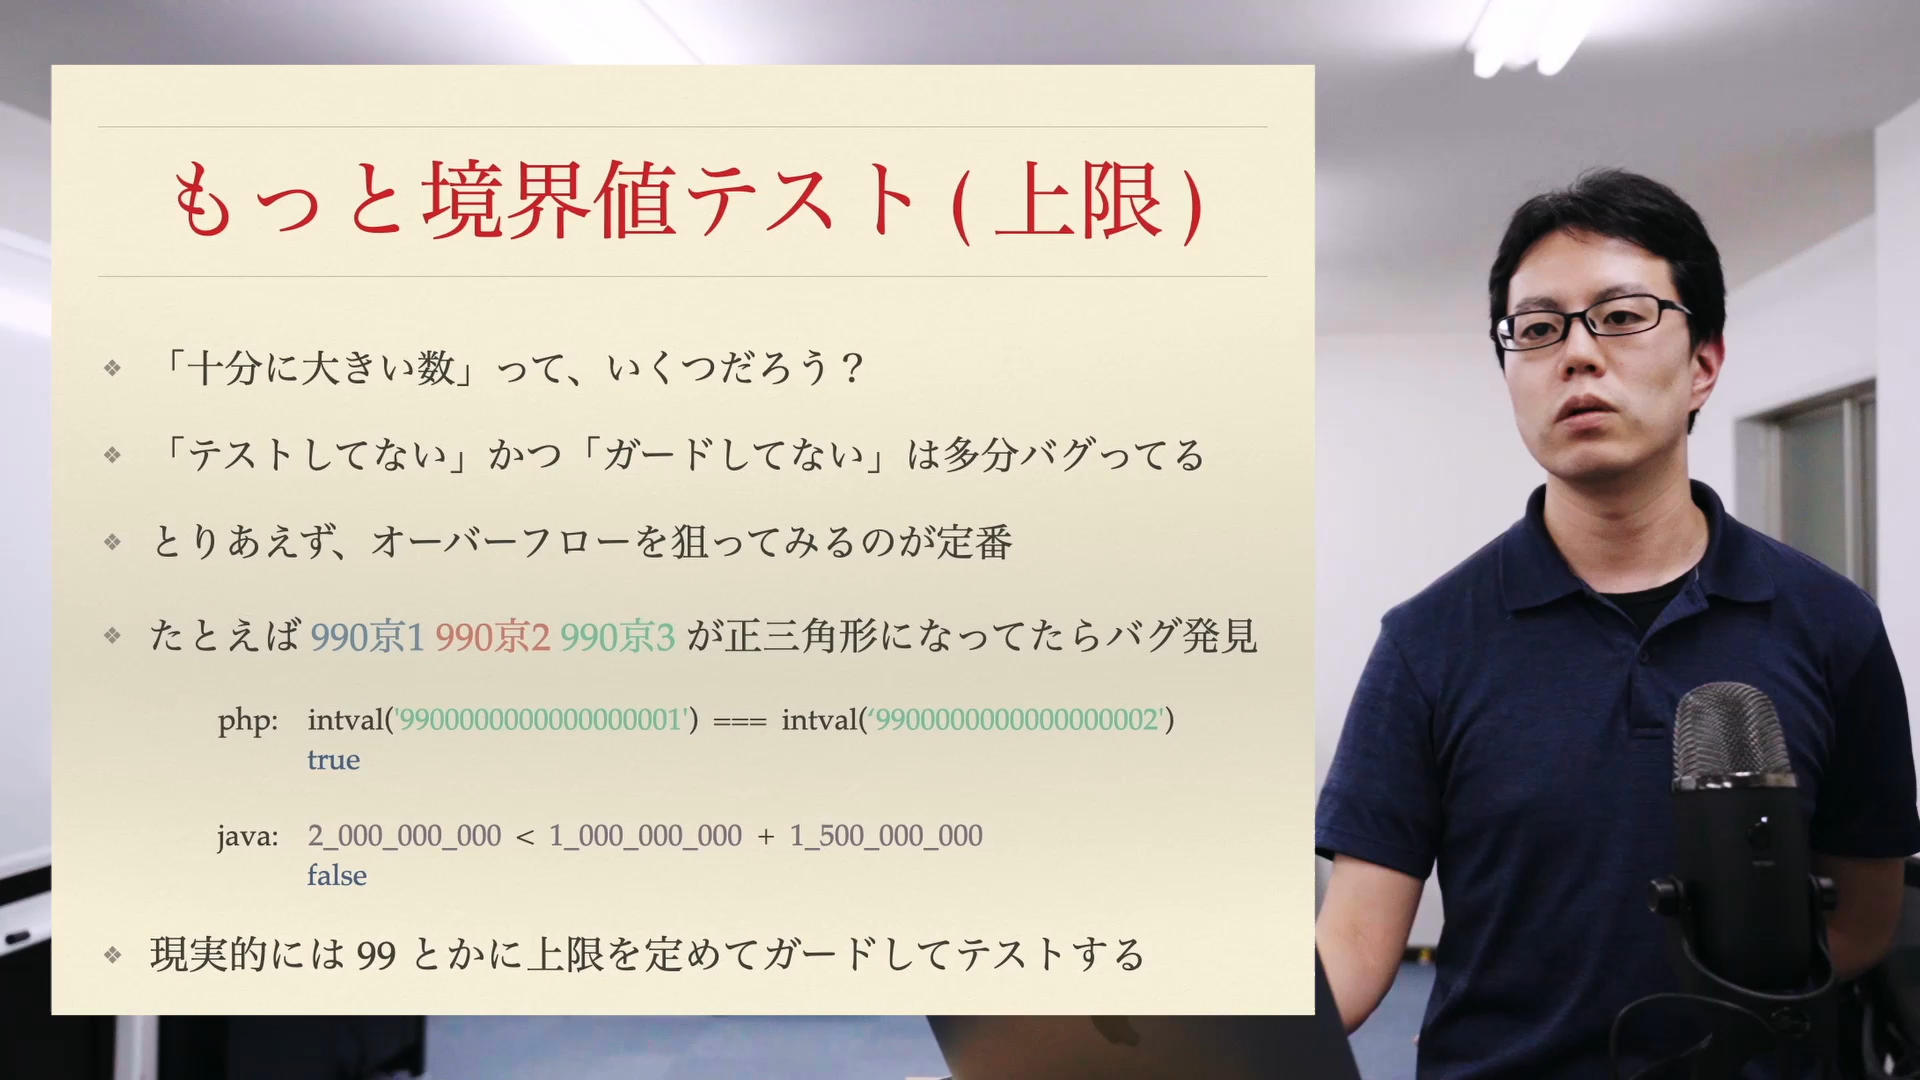 もっと境界値テスト ( 上限 )
「十分に大きい数」って、いくつだろう？
「テストしてない」かつ「ガードしてない」は多分バグってる
とりあえず、オーバーフローを狙ってみるのが定番
たとえば 990京1 990京2 990京3 が正三角形になってたらバグ発見
php: intval('9900000000000000001') === intval(‘9900000000000000002')
true
java: 2_000_000_000 < 1_000_000_000 + 1_500_000_000
false
現実的には 99 とかに上限を定めてガードしてテストする